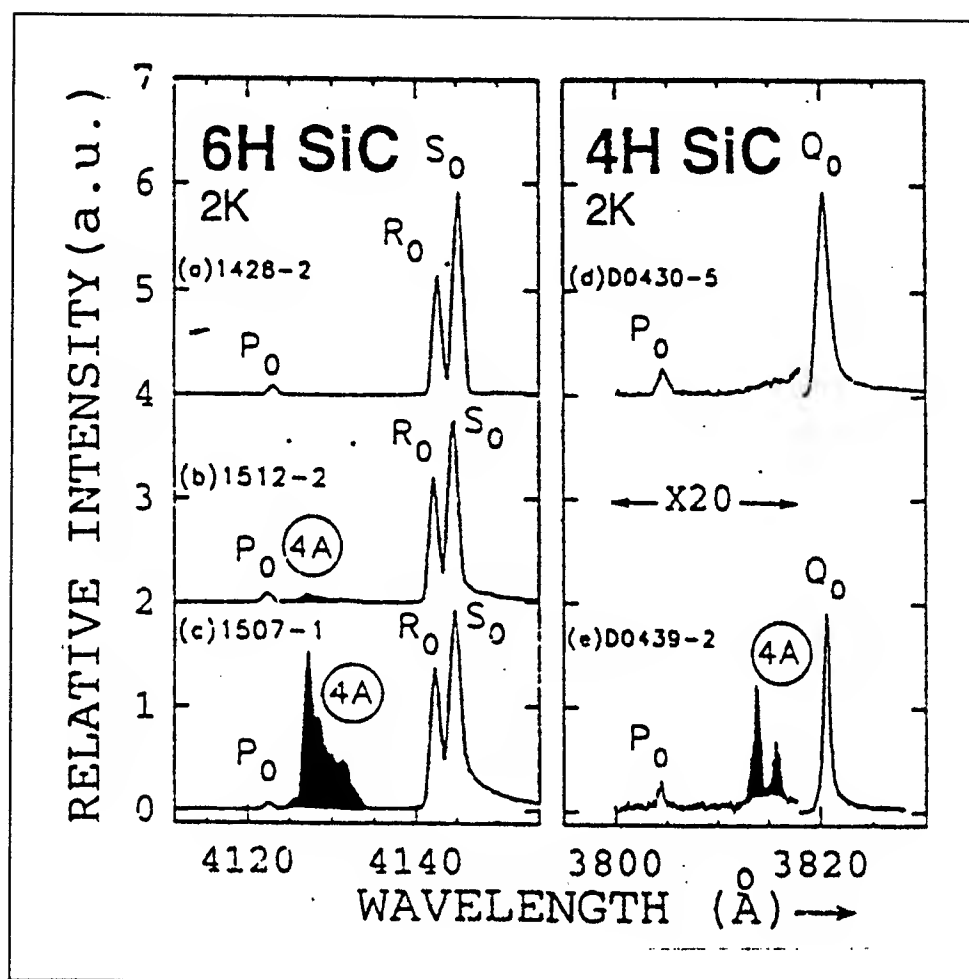 RELATIVE INTENSITY (a.u.)
7
6
5
4
3
2
1
0
6H SiC
2K
S₀
R₀
(a)1428-2
P₀
R₀ S₀
(b)1512-2
P₀ 4A
(c)1507-1
R₀ S₀
4A
P₀
4H SiC
Q₀
2K
(d)D0430-5
P₀
X20
Q₀
(e)D0439-2
4A
P₀
4120 4140 3800 3820
WAVELENGTH (Å)